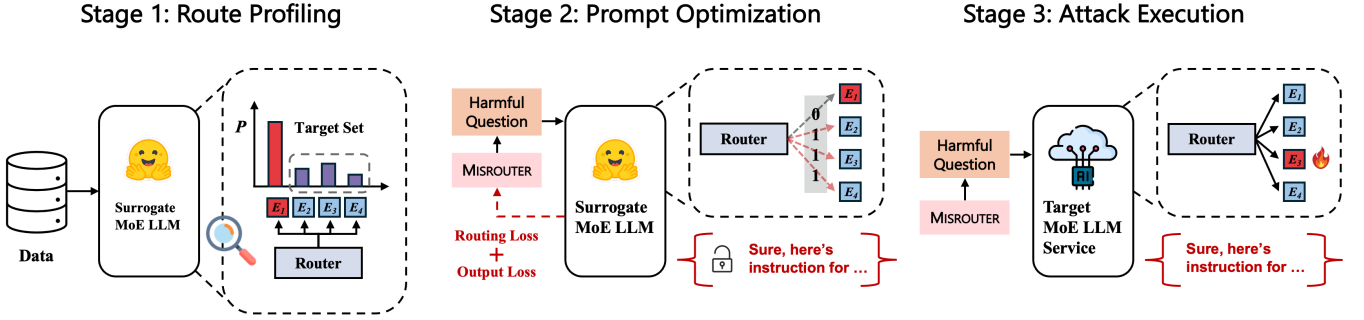 Stage 1: Route Profiling
P
Target Set
E1
E2
E3
E4
Router
Surrogate
MoE LLM
Data
Stage 2: Prompt Optimization
Harmful
Question
MISROUTER
Routing Loss
+
Output Loss
Surrogate
MoE LLM
Router
0
1
1
1
E1
E2
E3
E4
Sure, here's
instruction for ...
Stage 3: Attack Execution
Harmful
Question
MISROUTER
AI
Target
MoE LLM
Service
Router
E1
E2
E3
E4
Sure, here's
instruction for ...